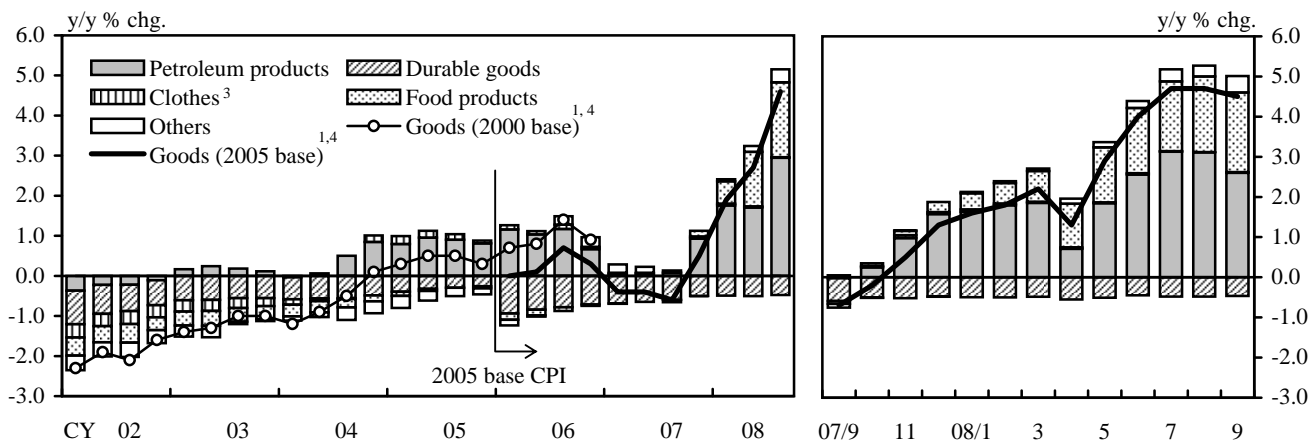 y/y % chg.
y/y % chg.
6.0
5.0
4.0
3.0
2.0
1.0
0.0
-1.0
-2.0
-3.0
Petroleum products
Durable goods
Clothes 3
Food products
Others
Goods (2000 base) 1, 4
Goods (2005 base) 1,4
2005 base CPI
CY 02 03 04 05 06 07 08
6.0
5.0
4.0
3.0
2.0
1.0
0.0
-1.0
-2.0
-3.0
07/9 11 08/1 3 5 7 9